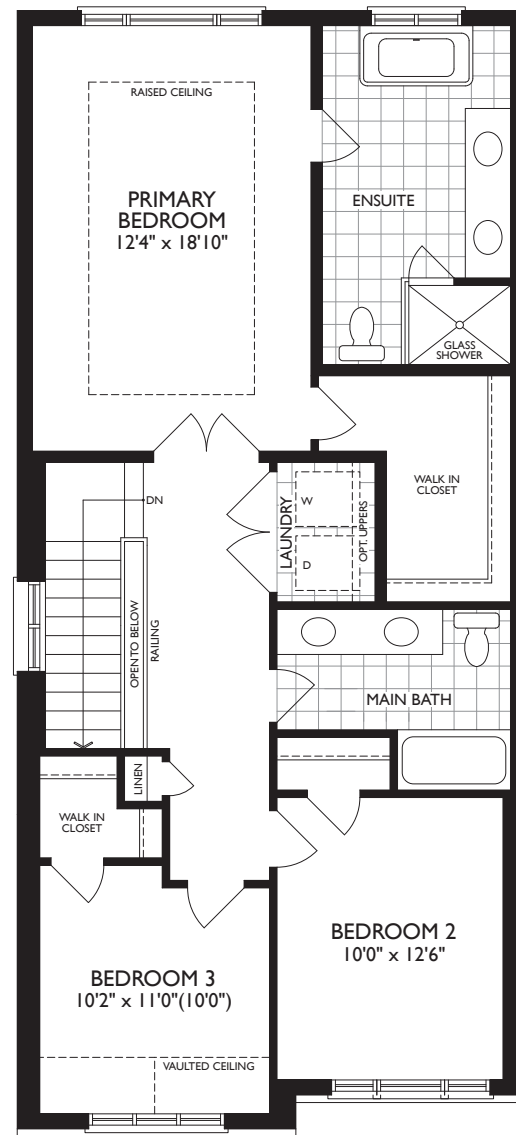 RAISED CEILING
PRIMARY
BEDROOM
12'4" x 18'10"
ENSUITE
GLASS
SHOWER
WALK IN
CLOSET
DN
LAUNDRY
W
D
OPT. UPPERS
OPEN TO BELOW
RAILING
MAIN BATH
LINEN
WALK IN
CLOSET
BEDROOM 2
10'0" x 12'6"
BEDROOM 3
10'2" x 11'0"(10'0")
VAULTED CEILING